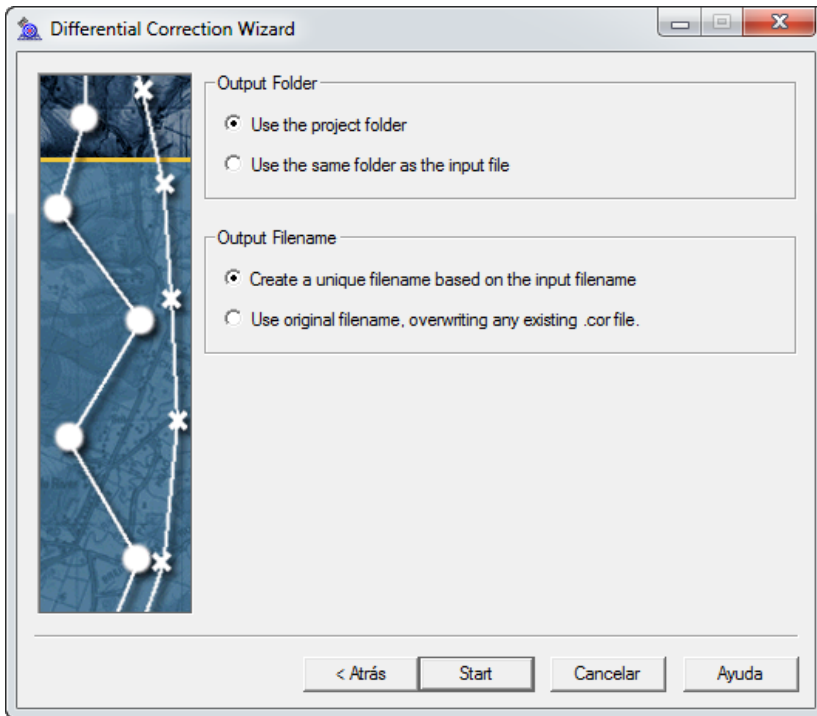 Differential Correction Wizard
Output Folder
Use the project folder
Use the same folder as the input file
Output Filename
Create a unique filename based on the input filename
Use original filename, overwriting any existing .cor file.
< Atrás
Start
Cancelar
Ayuda